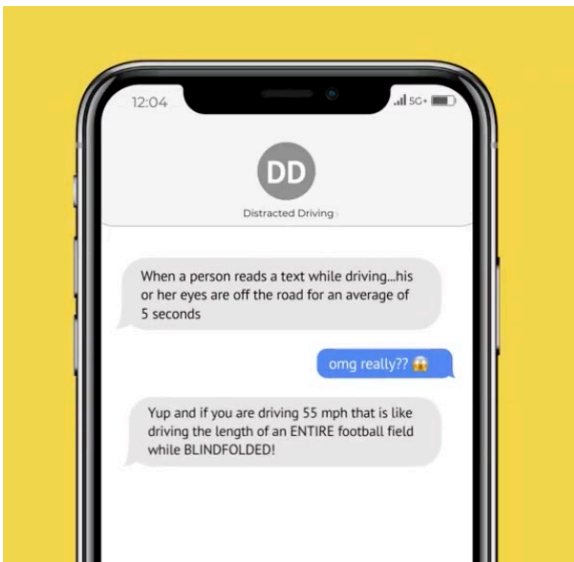 12:04
5G+
DD
Distracted Driving
When a person reads a text while driving...his
or her eyes are off the road for an average of
5 seconds
omg really?? 😱
Yup and if you are driving 55 mph that is like
driving the length of an ENTIRE football field
while BLINDFOLDED!